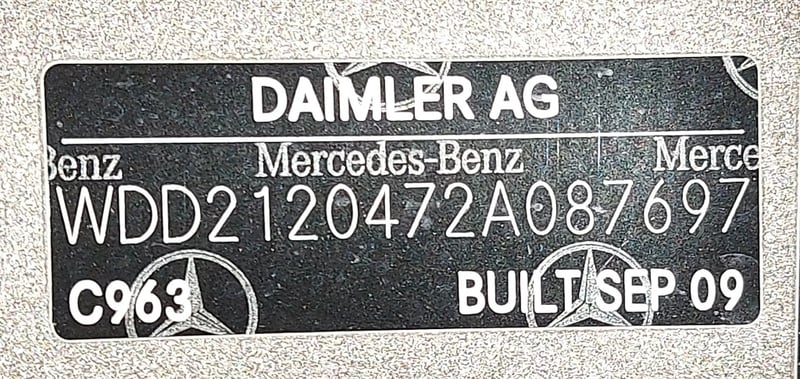 DAIMLER AG
Benz Mercedes-Benz Merce
WDD2120472A087697
C963 BUILT SEP 09